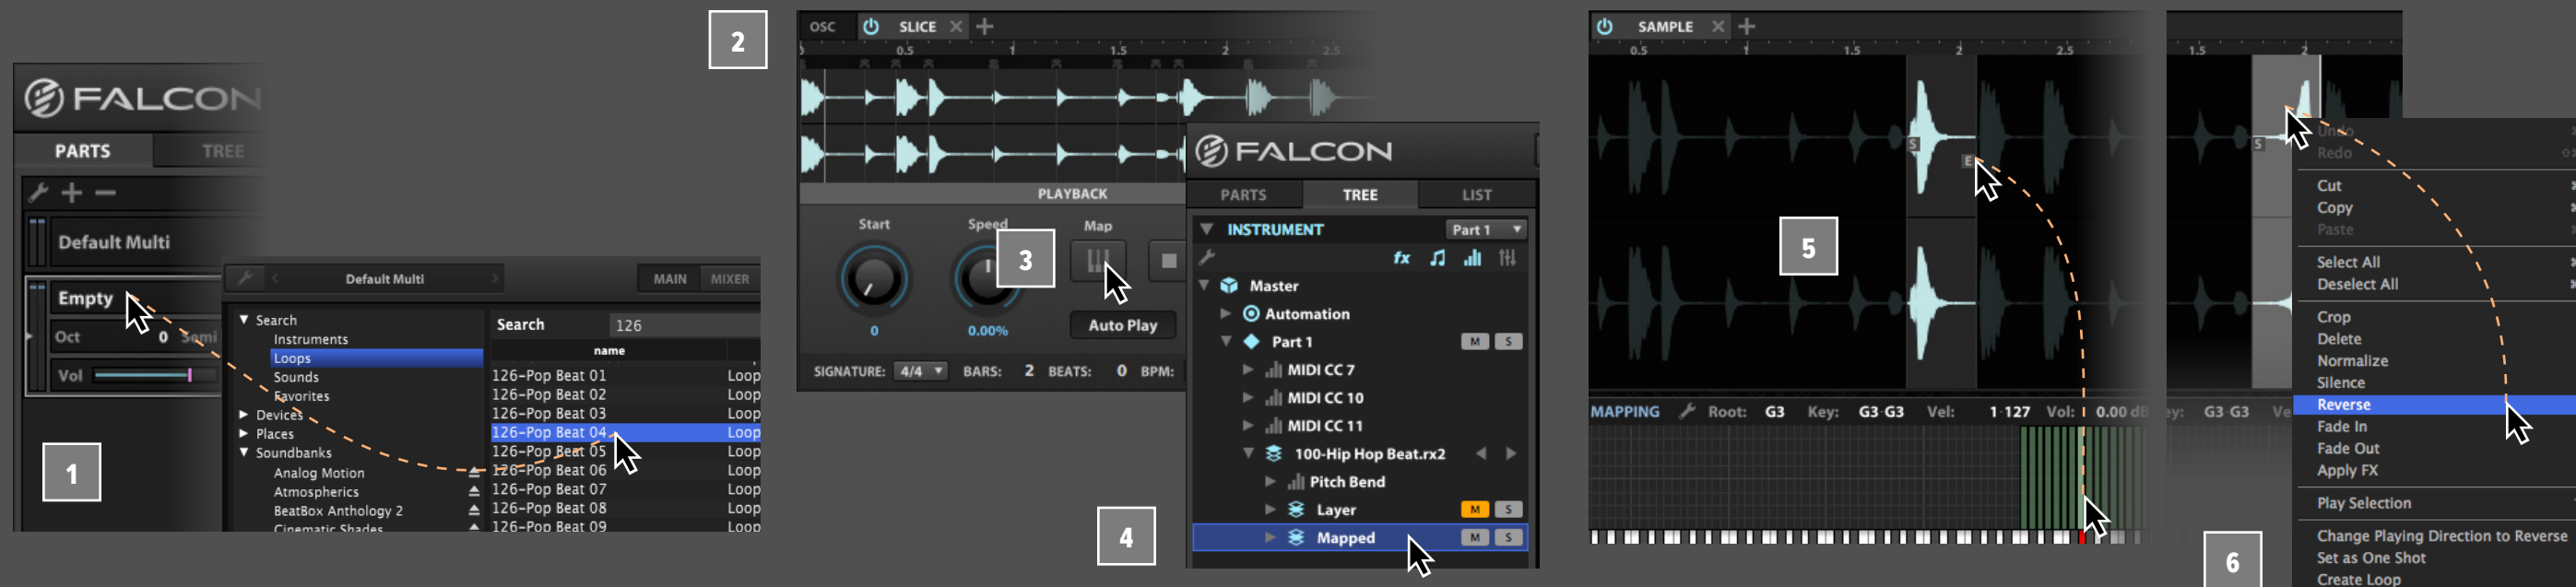 1
FALCON
PARTS TREE
Default Multi
Empty
Oct 0 Semi
Vol
Default Multi MAIN MIXER
Search
Instruments
Loops
Sounds
Favorites
Devices
Places
Soundbanks
Analog Motion
Atmospherics
BeatBox Anthology 2
Cinematic Shades
Search 126
name
126-Pop Beat 01 Loop
126-Pop Beat 02 Loop
126-Pop Beat 03 Loop
126-Pop Beat 04 Loop
126-Pop Beat 05 Loop
126-Pop Beat 06 Loop
126-Pop Beat 07 Loop
126-Pop Beat 08 Loop
126-Pop Beat 09 Loop
2
OSC SLICE
0.5 1 1.5 2 2.5
PLAYBACK
Start Speed Map
3
0 0.00% Auto Play
SIGNATURE: 4/4 BARS: 2 BEATS: 0 BPM:
4
FALCON
PARTS TREE LIST
INSTRUMENT Part 1
fx
Master
Automation
Part 1 M S
MIDI CC 7
MIDI CC 10
MIDI CC 11
100-Hip Hop Beat.rx2
Pitch Bend
Layer M S
Mapped M S
SAMPLE
0.5 1 1.5 2 2.5
S
E
5
MAPPING Root: G3 Key: G3-G3 Vel: 1-127 Vol: 0.00 dB
1.5 2
S
G3-G3 Ve
6
Undo
Redo
Cut
Copy
Paste
Select All
Deselect All
Crop
Delete
Normalize
Silence
Reverse
Fade In
Fade Out
Apply FX
Play Selection
Change Playing Direction to Reverse
Set as One Shot
Create Loop